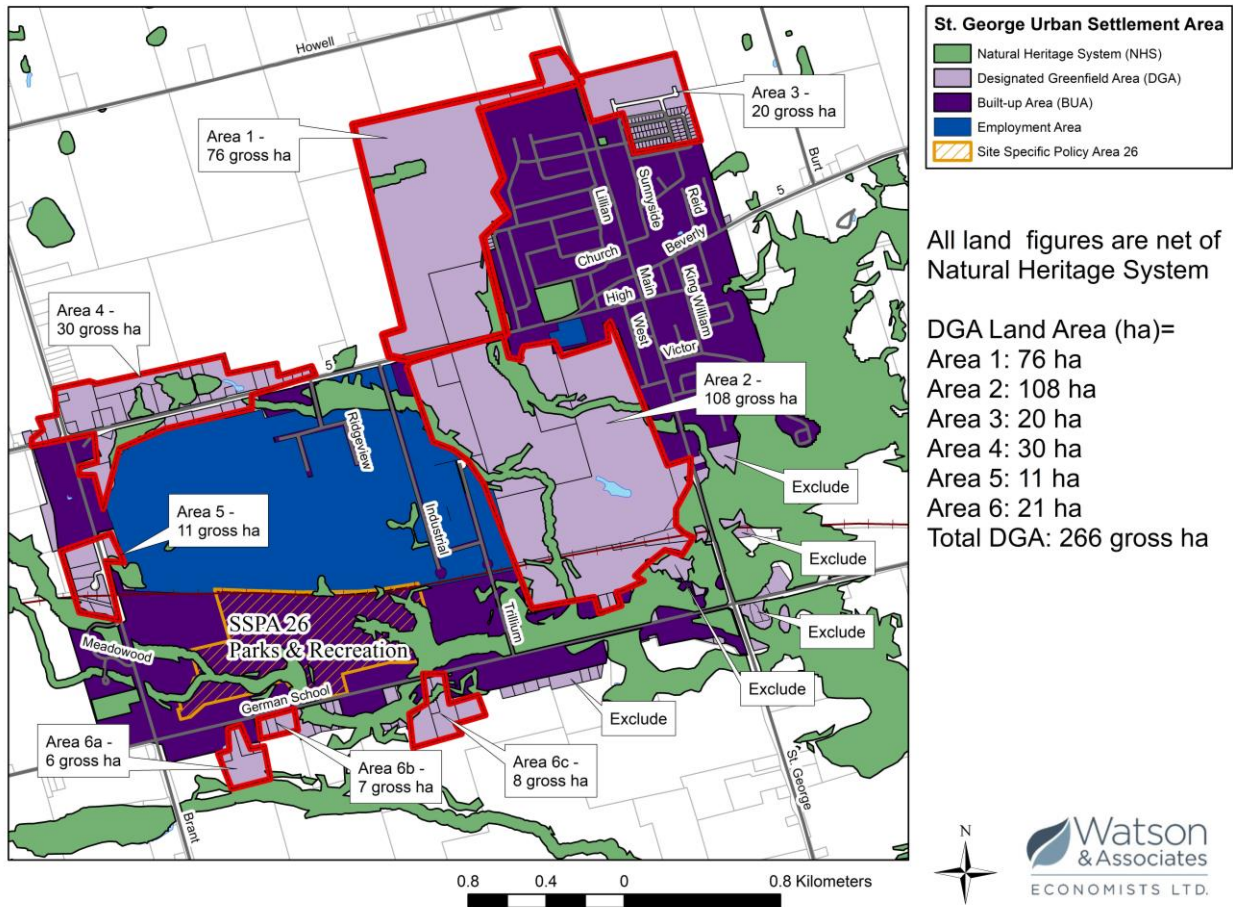 Howell
Area 3 -
20 gross ha
Area 1 -
76 gross ha
Burt
5
Lillian
Sunnyside
Reid
Church
Beverly
High
Main
King William
West
Victor
Area 4 -
30 gross ha
5
Area 2 -
108 gross ha
Ridgeview
Exclude
Area 5 -
11 gross ha
Industrial
Exclude
Exclude
Trillium
SSPA 26
Parks & Recreation
Meadowood
German School
Exclude
Exclude
Area 6a -
6 gross ha
Area 6b -
7 gross ha
Area 6c -
8 gross ha
St. George
Brant
0.8 0.4 0 0.8 Kilometers
St. George Urban Settlement Area
Natural Heritage System (NHS)
Designated Greenfield Area (DGA)
Built-up Area (BUA)
Employment Area
Site Specific Policy Area 26
All land figures are net of
Natural Heritage System
DGA Land Area (ha)=
Area 1: 76 ha
Area 2: 108 ha
Area 3: 20 ha
Area 4: 30 ha
Area 5: 11 ha
Area 6: 21 ha
Total DGA: 266 gross ha
N
Watson
& Associates
ECONOMISTS LTD.